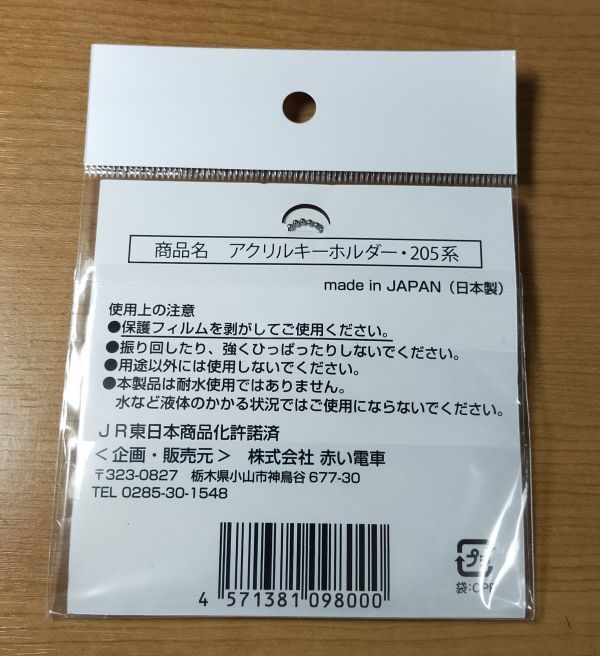 商品名 アクリルキーホルダー・205系
made in JAPAN（日本製）
使用上の注意
●保護フィルムを剥がしてご使用ください。
●振り回したり、強くひっぱったりしないでください。
●用途以外には使用しないでください。
●本製品は耐水使用ではありません。
水など液体のかかる状況ではご使用にならないでください。
ＪＲ東日本商品化許諾済
＜企画・販売元＞ 株式会社 赤い電車
〒323-0827 栃木県小山市神鳥谷 677-30
TEL 0285-30-1548
4 571381 098000
プラ
袋:OPP